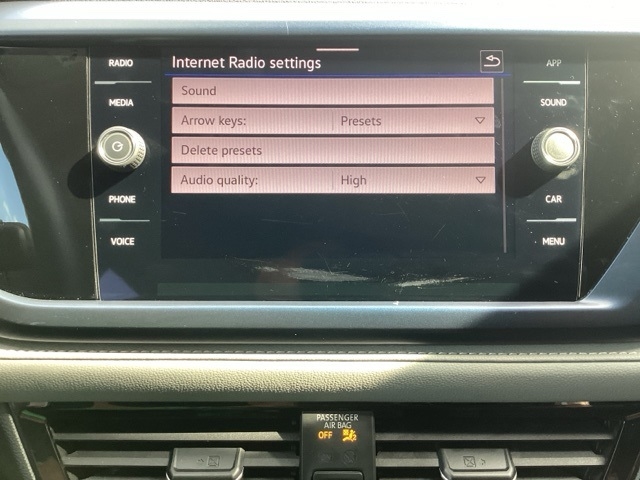 RADIO
Internet Radio settings
APP
MEDIA
Sound
SOUND
Arrow keys: Presets
Delete presets
PHONE
Audio quality: High
CAR
VOICE
MENU
PASSENGER
AIR BAG
OFF